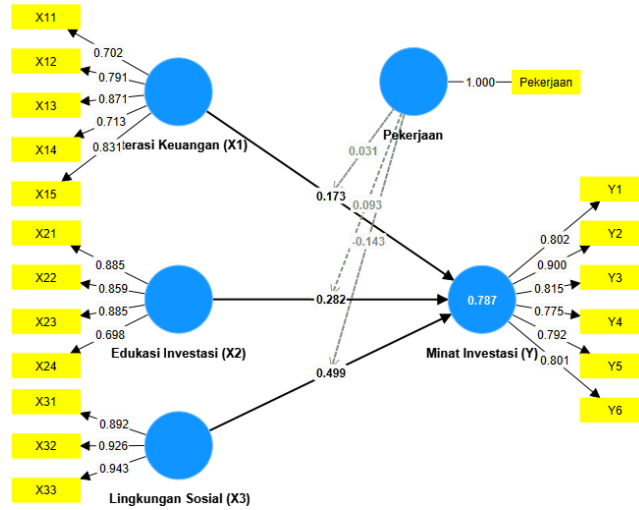 X11
X12
X13
X14
X15
0.702
0.791
0.871
0.713
0.831
erasi Keuangan (X1)
Pekerjaan
1.000
Pekerjaan
0.031
0.173
0.093
-0.143
X21
X22
X23
X24
0.885
0.859
0.885
0.698
Edukasi Investasi (X2)
0.282
0.787
Minat Investasi (Y)
Y1
Y2
Y3
Y4
Y5
Y6
0.802
0.900
0.815
0.775
0.792
0.801
0.499
X31
X32
X33
0.892
0.926
0.943
Lingkungan Sosial (X3)